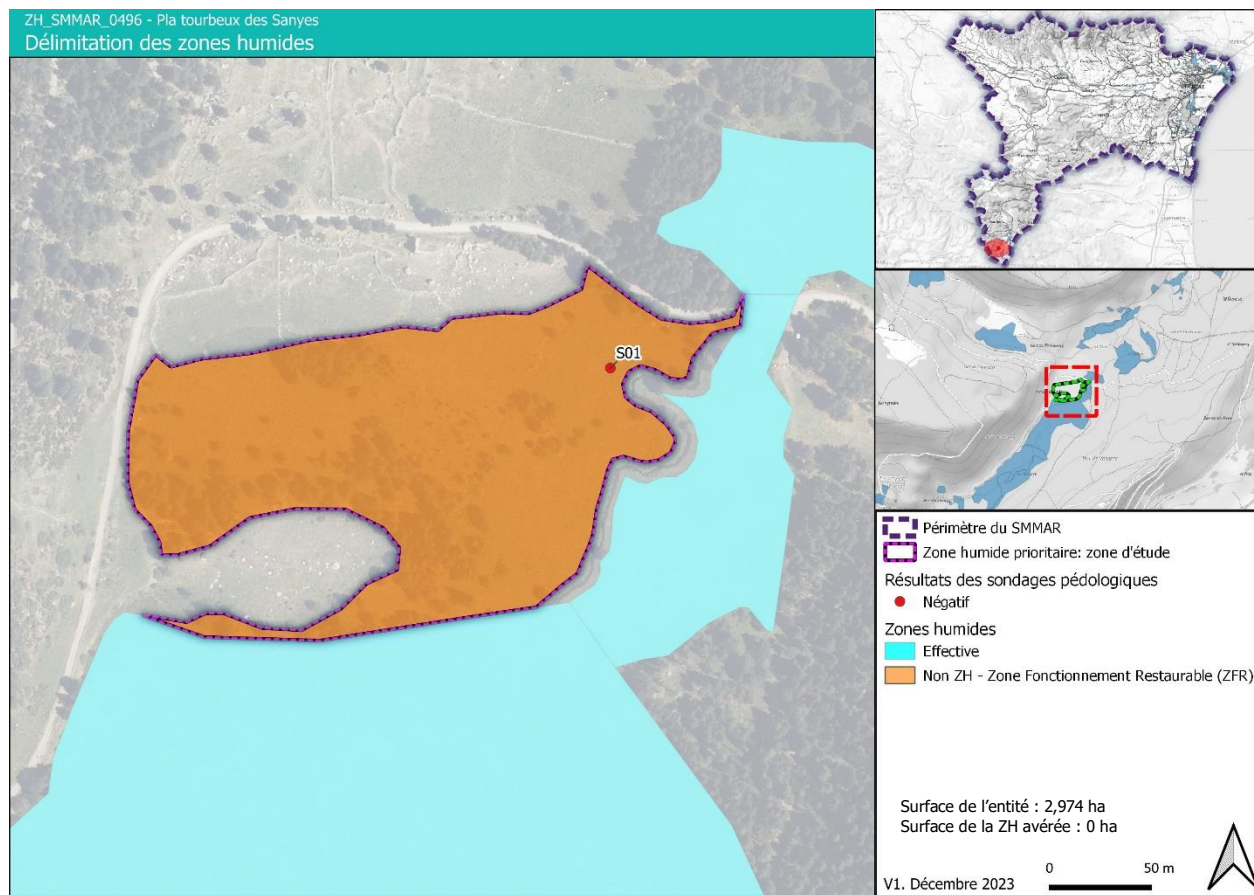 ZH_SMMAR_0496 - Pla tourbeux des Sanyes
Délimitation des zones humides
S01
Périmètre du SMMAR
Zone humide prioritaire: zone d'étude
Résultats des sondages pédologiques
Négatif
Zones humides
Effective
Non ZH - Zone Fonctionnement Restaurable (ZFR)
Surface de l'entité : 2,974 ha
Surface de la ZH avérée : 0 ha
0 50 m
V1. Décembre 2023